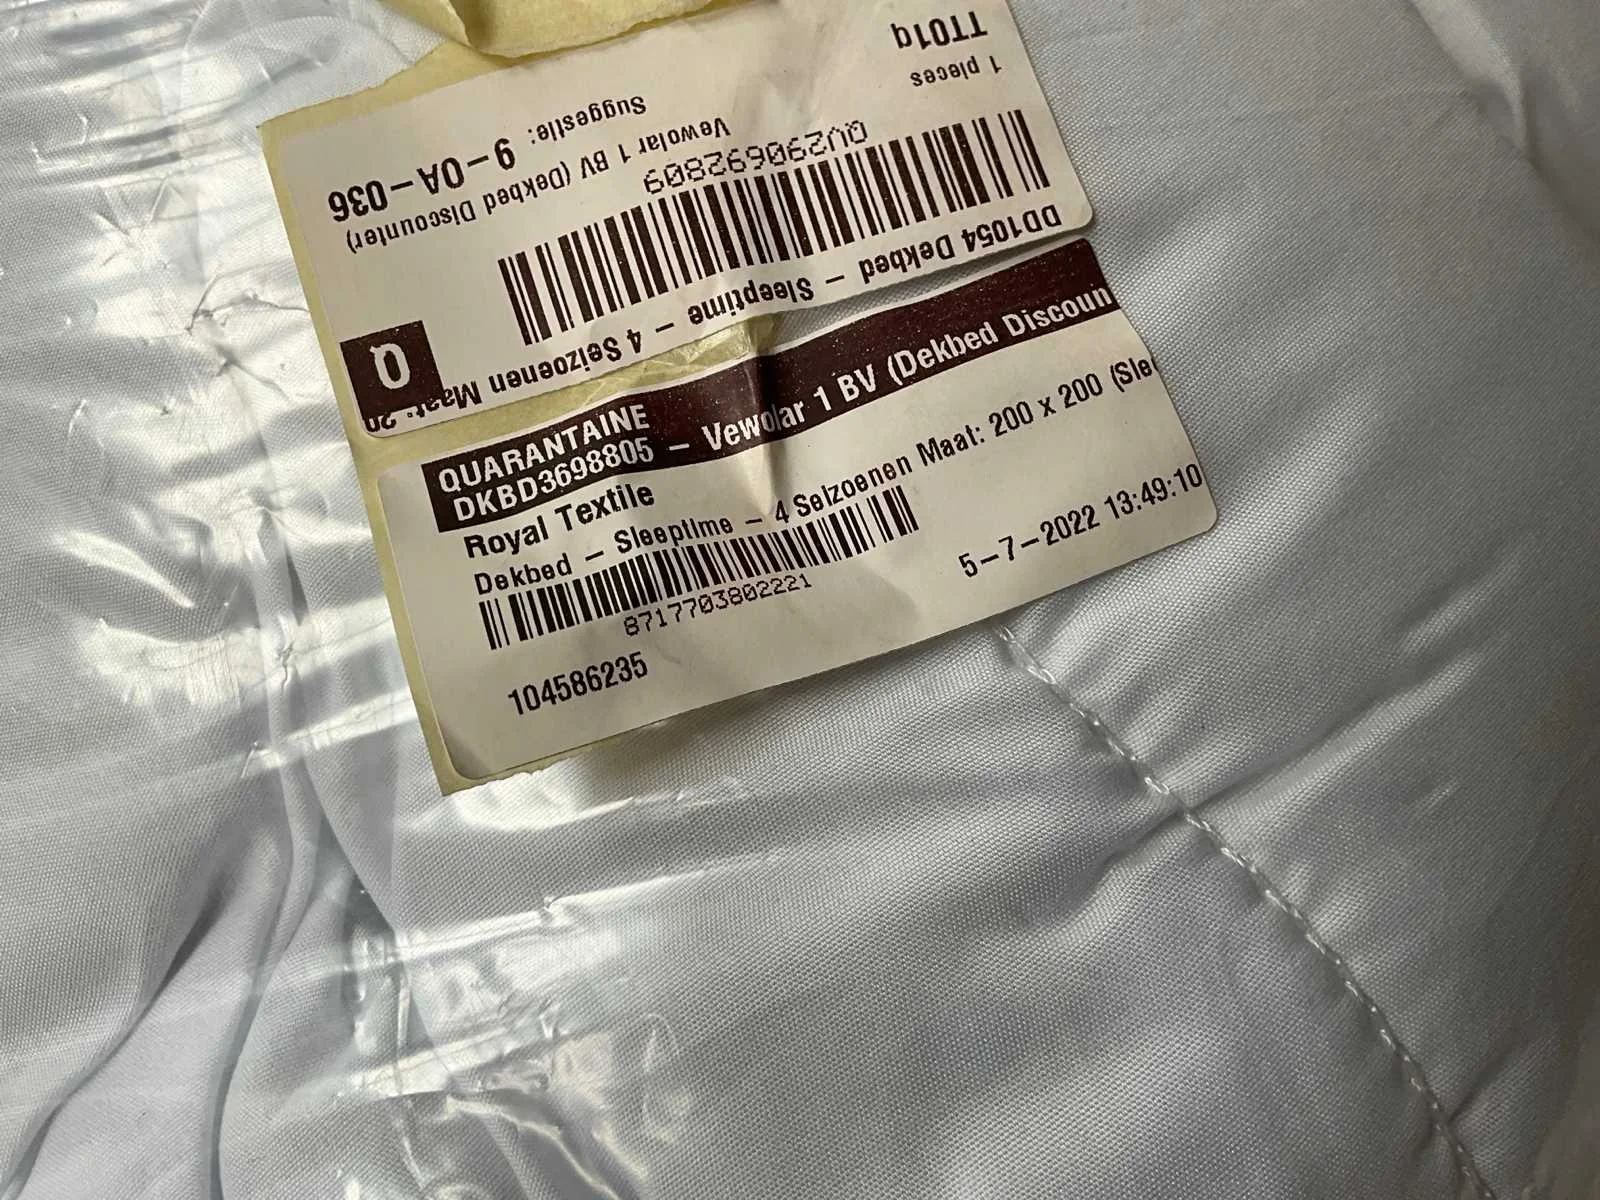 TT01q
1 pieces
Suggestie: 9-0A-036
Vewolar 1 BV (Dekbed Discounter)
QU290692809
DD1054 Dekbed - Sleeptime - 4 Seizoenen Maat: 20
Q
QUARANTAINE
DKBD3698805 - Vewolar 1 BV (Dekbed Discoun
Royal Textile
Dekbed - Sleeptime - 4 Seizoenen Maat: 200 x 200 (Slee
8717703802221
5-7-2022 13:49:10
104586235